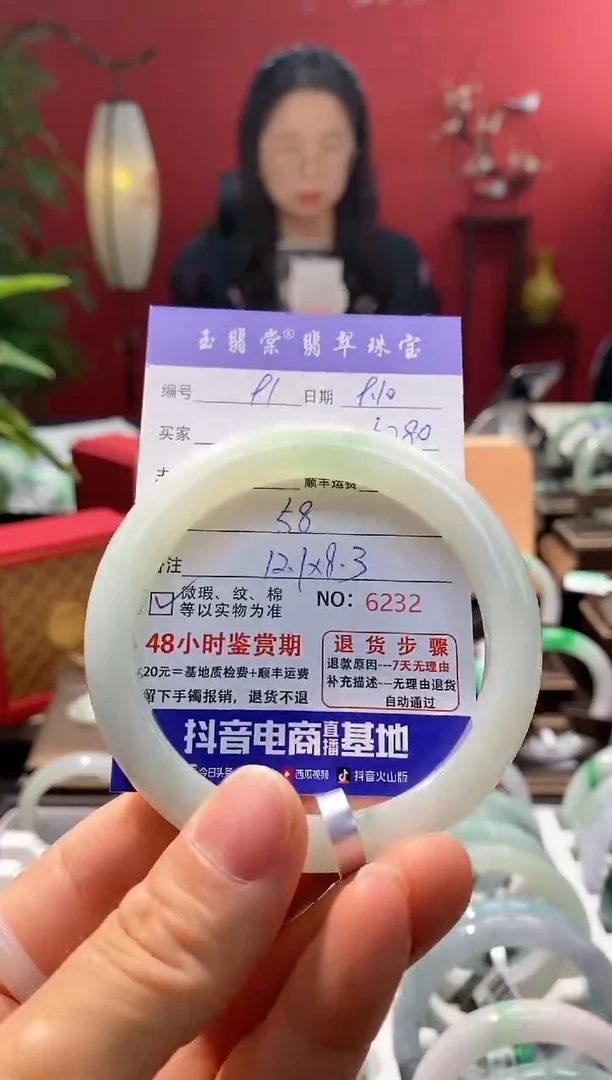 玉翡棠®翡翠珠宝
编号 P1 日期 9.10
买家 1280
顺丰运费
58
注 12.1x8.3
微瑕、纹、棉
等以实物为准
NO: 6232
48小时鉴赏期
20元=基地质检费+顺丰运费
留下手镯报销,退货不退
退货步骤
退款原因---7天无理由
补充描述---无理由退货
自动通过
抖音电商直播基地
今日头条 西瓜视频 抖音火山版